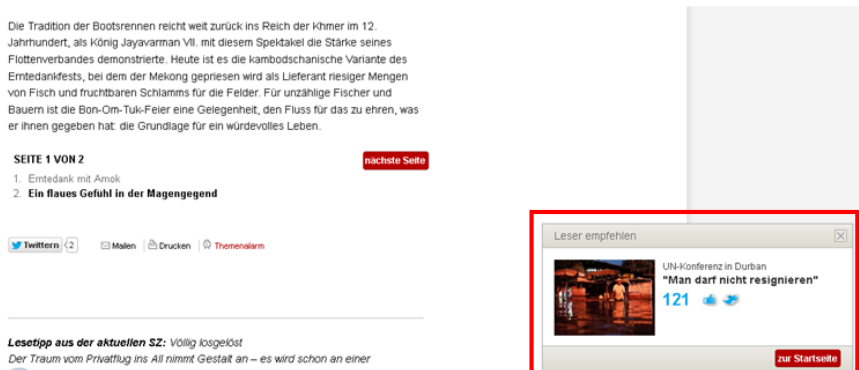 Die Tradition der Bootsrennen reicht weit zurück ins Reich der Khmer im 12.
Jahrhundert, als König Jayavarman VII. mit diesem Spektakel die Stärke seines
Flottenverbandes demonstrierte. Heute ist es die kambodschanische Variante des
Erntedankfests, bei dem der Mekong gepriesen wird als Lieferant riesiger Mengen
von Fisch und fruchtbaren Schlamms für die Felder. Für unzählige Fischer und
Bauern ist die Bon-Om-Tuk-Feier eine Gelegenheit, den Fluss für das zu ehren, was
er ihnen gegeben hat: die Grundlage für ein würdevolles Leben.
SEITE 1 VON 2
nächste Seite
1. Erntedank mit Amok
2. Ein flaues Gefühl in der Magengegend
Twittern 2 Mailen Drucken Themenalarm
Leser empfehlen
UN-Konferenz in Durban
"Man darf nicht resignieren"
121
zur Startseite
Lesetipp aus der aktuellen SZ: Völlig losgelöst
Der Traum vom Privatflug ins All nimmt Gestalt an – es wird schon an einer